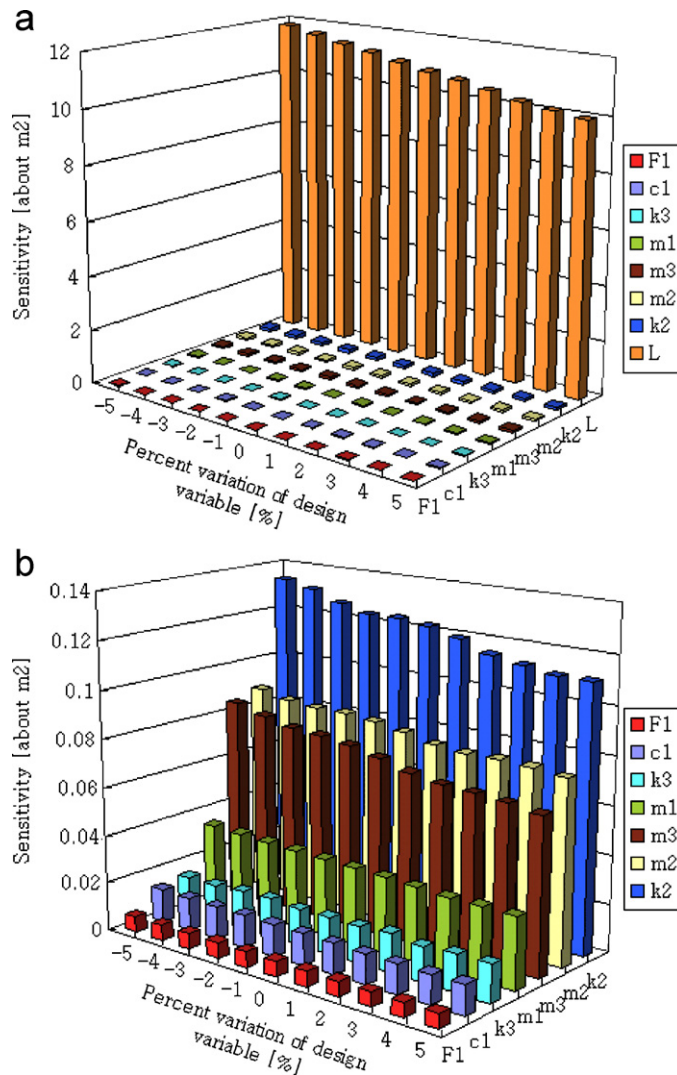 a
Sensitivity [about m2]
12
10
8
6
4
2
0
-5 -4 -3 -2 -1 0 1 2 3 4 5
Percent variation of design
variable [%]
F1 c1 k3 m1 m3 m2 k2 L
F1
c1
k3
m1
m3
m2
k2
L
b
Sensitivity [about m2]
0.14
0.12
0.1
0.08
0.06
0.04
0.02
0
-5 -4 -3 -2 -1 0 1 2 3 4 5
Percent variation of design
variable [%]
F1 c1 k3 m1 m3 m2 k2
F1
c1
k3
m1
m3
m2
k2